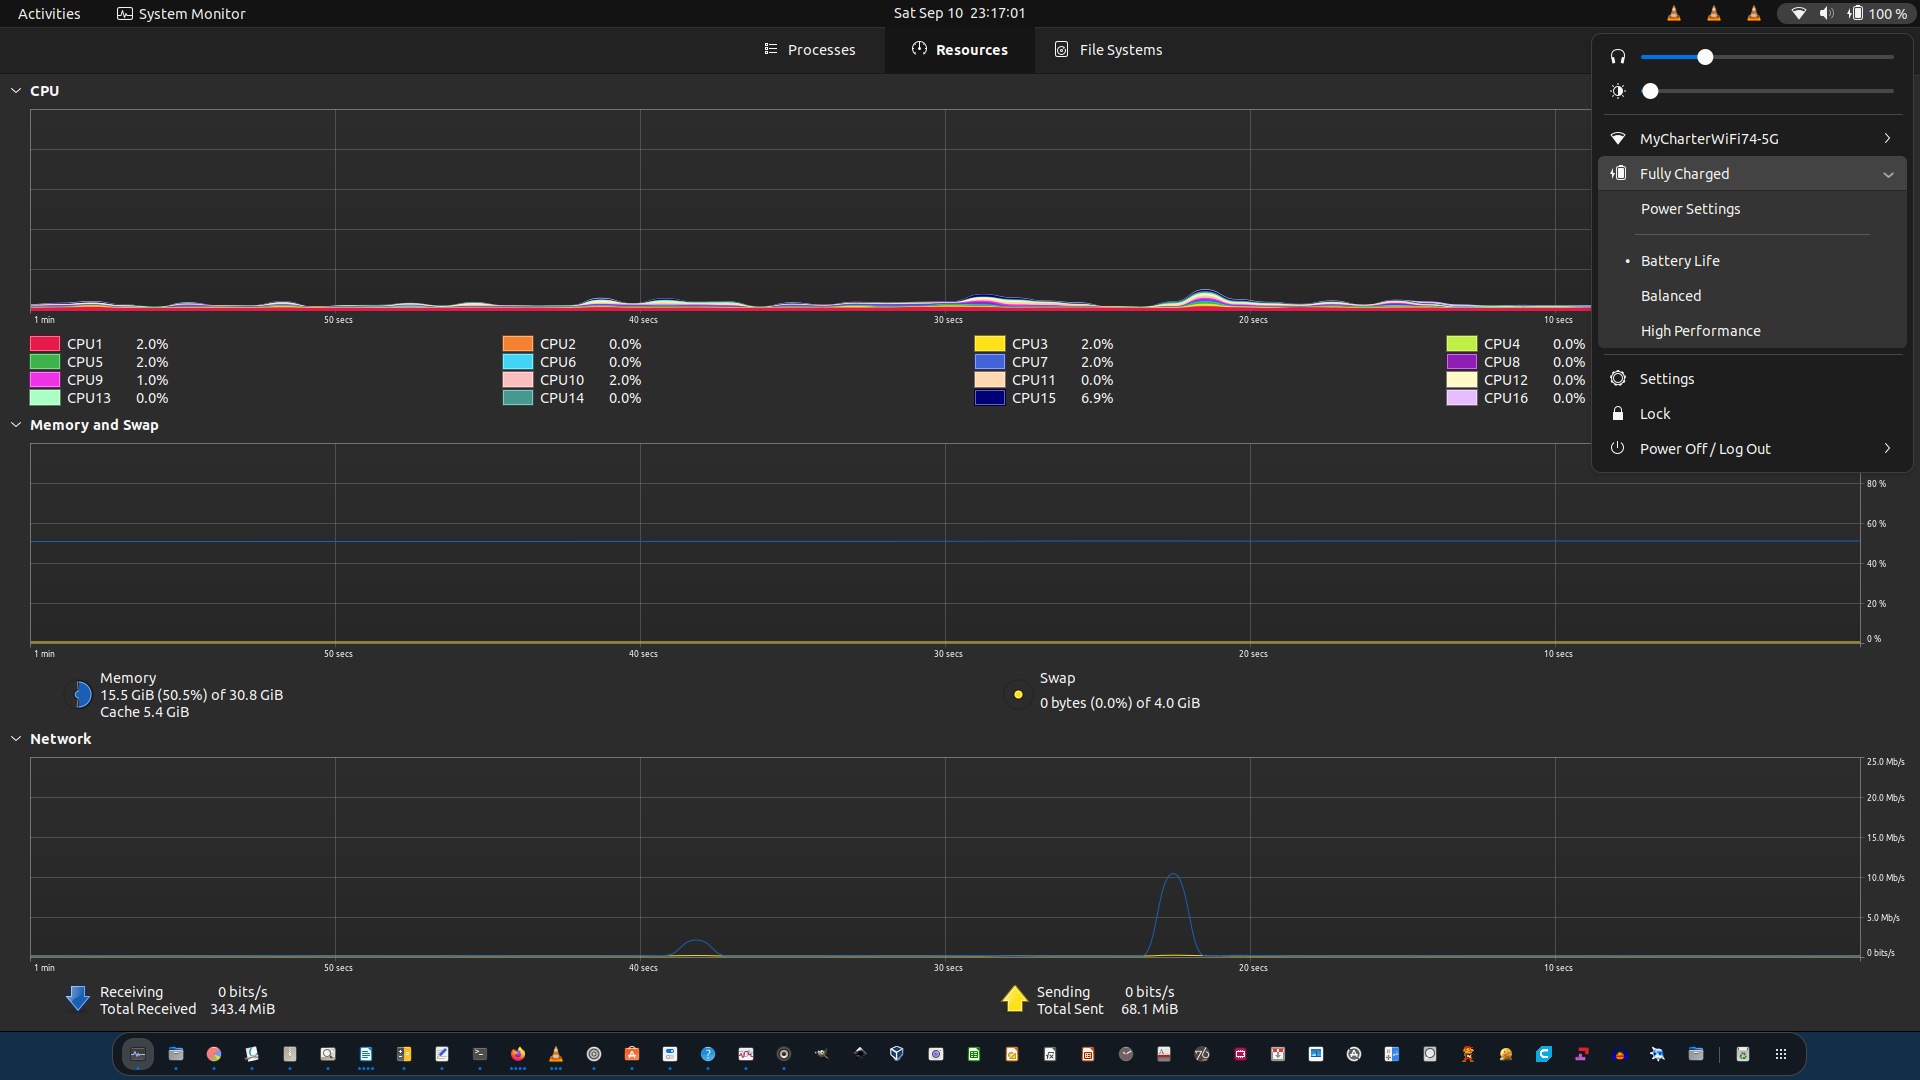 Activities
System Monitor
Sat Sep 10 23:17:01
100 %
Processes
Resources
File Systems
CPU
1 min 50 secs 40 secs 30 secs 20 secs 10 secs
CPU1 2.0% CPU2 0.0% CPU3 2.0% CPU4 0.0%
CPU5 2.0% CPU6 0.0% CPU7 2.0% CPU8 0.0%
CPU9 1.0% CPU10 2.0% CPU11 0.0% CPU12 0.0%
CPU13 0.0% CPU14 0.0% CPU15 6.9% CPU16 0.0%
MyCharterWiFi74-5G
Fully Charged
Power Settings
Battery Life
Balanced
High Performance
Settings
Lock
Power Off / Log Out
Memory and Swap
80 %
60 %
40 %
20 %
0 %
1 min 50 secs 40 secs 30 secs 20 secs 10 secs
Memory
15.5 GiB (50.5%) of 30.8 GiB
Cache 5.4 GiB
Swap
0 bytes (0.0%) of 4.0 GiB
Network
25.0 Mb/s
20.0 Mb/s
15.0 Mb/s
10.0 Mb/s
5.0 Mb/s
0 bits/s
1 min 50 secs 40 secs 30 secs 20 secs 10 secs
Receiving 0 bits/s
Total Received 343.4 MiB
Sending 0 bits/s
Total Sent 68.1 MiB
76